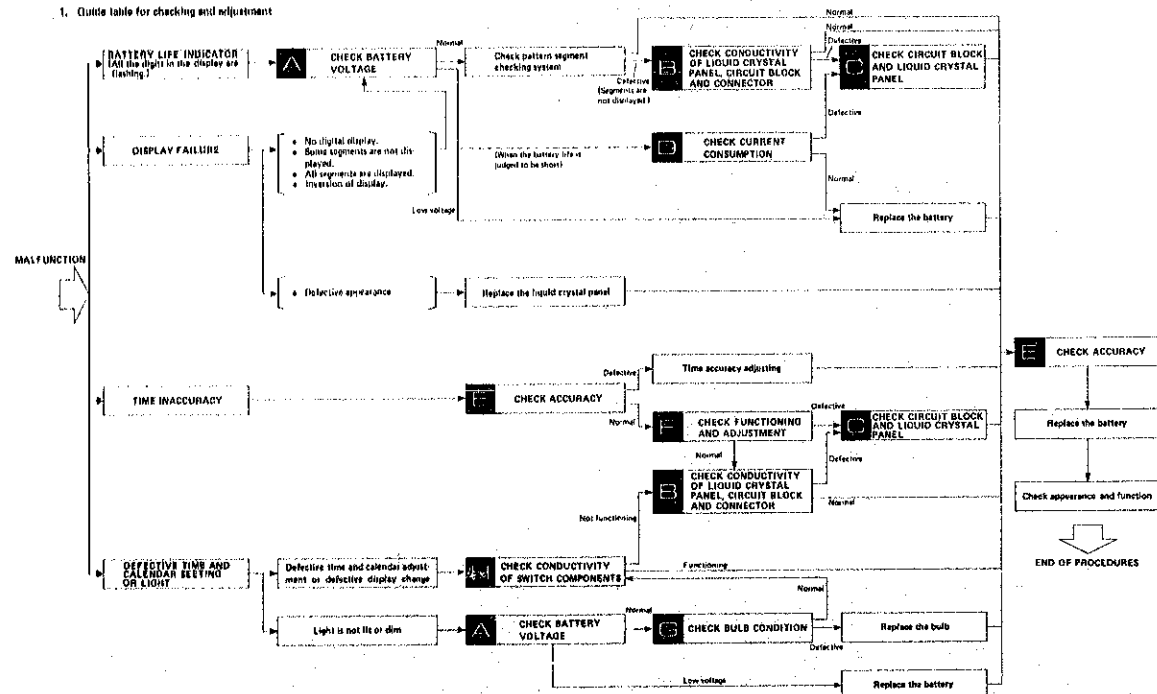 1. Guide table for checking and adjustment
BATTERY LIFE INDICATOR
(All the digit in the display are
flashing.)
A
CHECK BATTERY
VOLTAGE
Normal
Check pattern segment
checking system
Defective
(Segments are
not displayed)
B
CHECK CONDUCTIVITY
OF LIQUID CRYSTAL
PANEL, CIRCUIT BLOCK
AND CONNECTOR
Normal
Normal
Defective
C
CHECK CIRCUIT BLOCK
AND LIQUID CRYSTAL
PANEL
DISPLAY FAILURE
• No digital display.
• Some segments are not dis-
played.
• All segments are displayed.
• Inversion of display.
(When the battery life is
judged to be short)
D
CHECK CURRENT
CONSUMPTION
Defective
Normal
Low voltage
Replace the battery
MALFUNCTION
• Defective appearance
Replace the liquid crystal panel
TIME INACCURACY
E
CHECK ACCURACY
Defective
Time accuracy adjusting
Normal
F
CHECK FUNCTIONING
AND ADJUSTMENT
Defective
C
CHECK CIRCUIT BLOCK
AND LIQUID CRYSTAL
PANEL
Normal
Defective
B
CHECK CONDUCTIVITY
OF LIQUID CRYSTAL
PANEL, CIRCUIT BLOCK
AND CONNECTOR
Normal
Not functioning
E
CHECK ACCURACY
Replace the battery
Check appearance and function
END OF PROCEDURES
DEFECTIVE TIME AND
CALENDAR SETTING
OR LIGHT
Defective time and calendar adjust-
ment or defective display change
CHECK CONDUCTIVITY
OF SWITCH COMPONENTS
Functioning
Normal
Light is not lit or dim
A
CHECK BATTERY
VOLTAGE
Normal
G
CHECK BULB CONDITION
Defective
Replace the bulb
Low voltage
Replace the battery